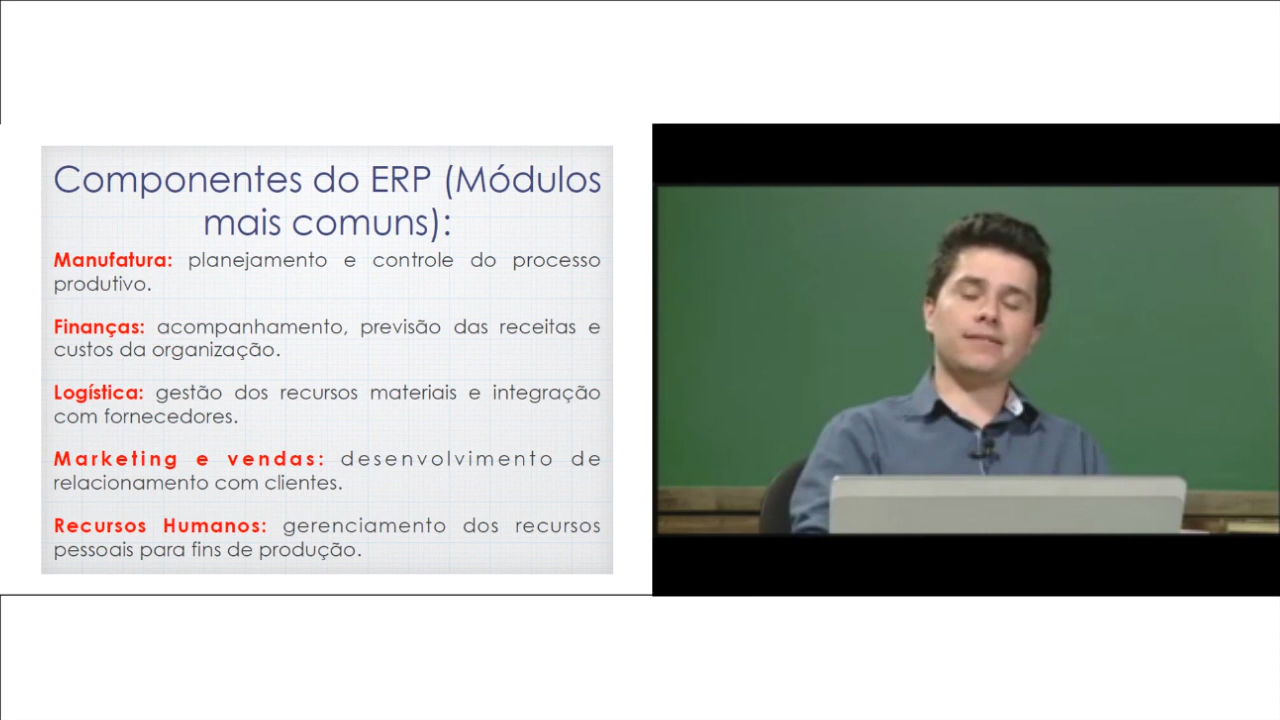 Componentes do ERP (Módulos
mais comuns):
Manufatura: planejamento e controle do processo
produtivo.
Finanças: acompanhamento, previsão das receitas e
custos da organização.
Logística: gestão dos recursos materiais e integração
com fornecedores.
Marketing e vendas: desenvolvimento de
relacionamento com clientes.
Recursos Humanos: gerenciamento dos recursos
pessoais para fins de produção.